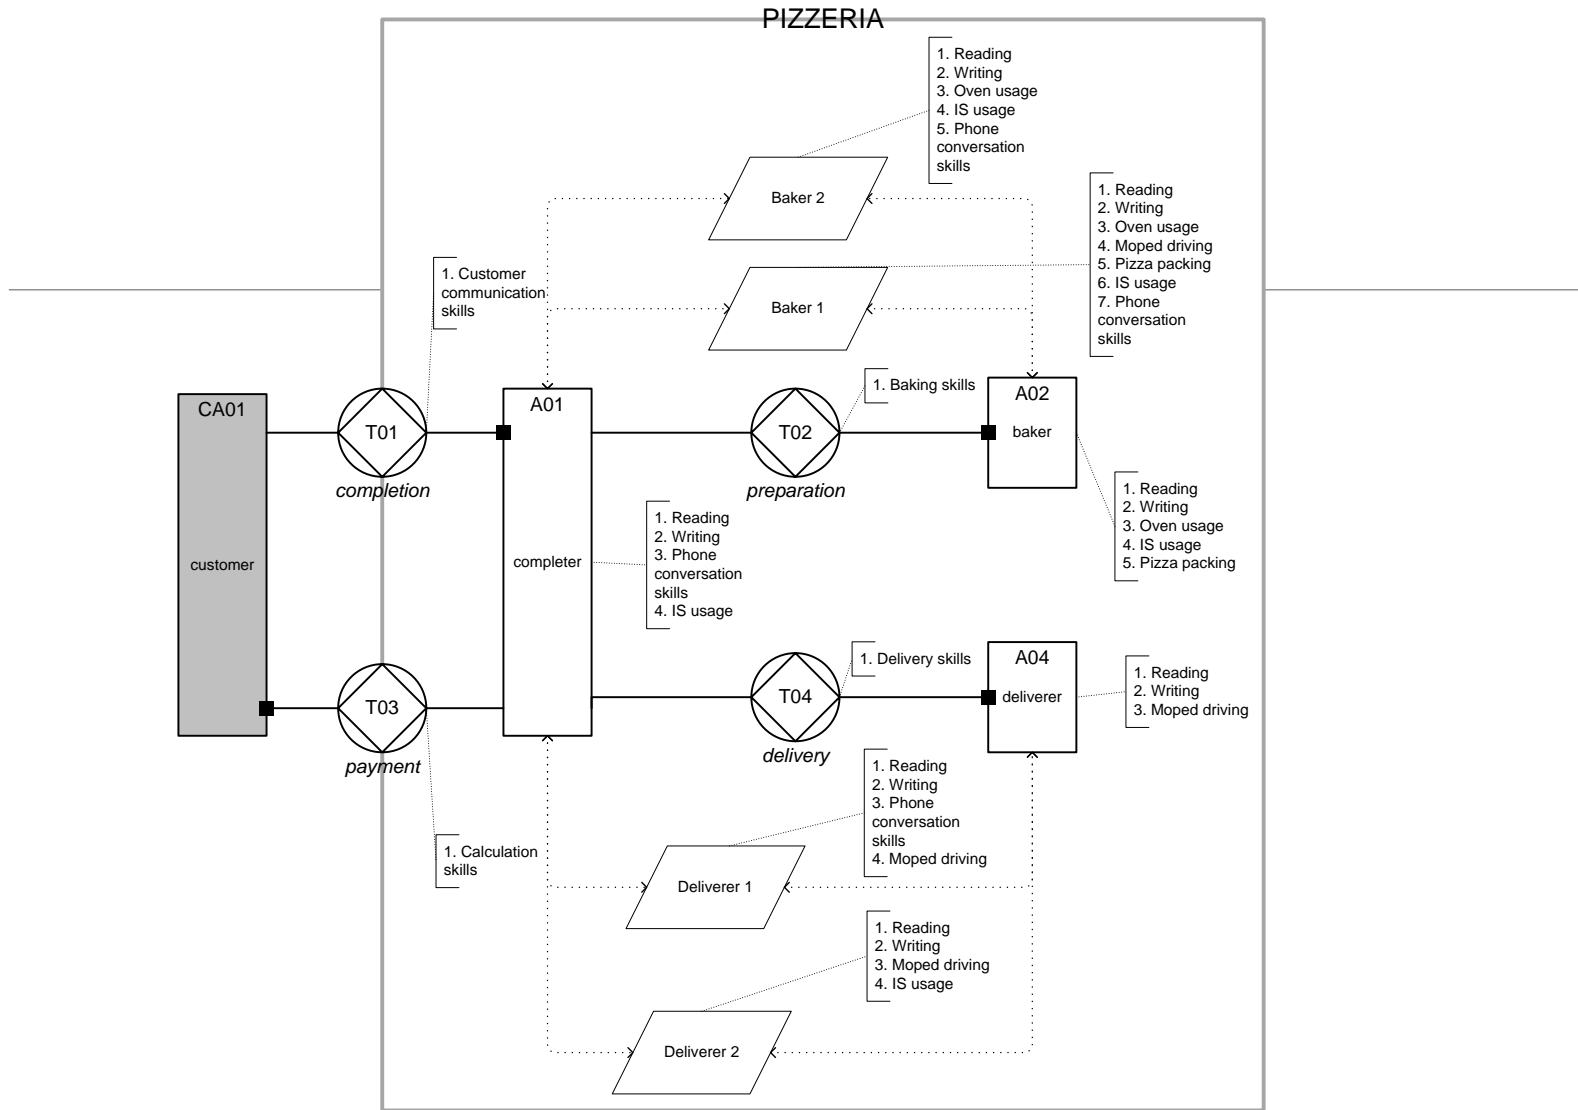 PIZZERIA
1. Reading
2. Writing
3. Oven usage
4. IS usage
5. Phone
conversation
skills
Baker 2
1. Reading
2. Writing
3. Oven usage
4. Moped driving
5. Pizza packing
6. IS usage
7. Phone
conversation
skills
1. Customer
communication
skills
Baker 1
CA01
customer
T01
completion
A01
completer
1. Baking skills
T02
preparation
A02
baker
1. Reading
2. Writing
3. Phone
conversation
skills
4. IS usage
1. Reading
2. Writing
3. Oven usage
4. IS usage
5. Pizza packing
T03
payment
1. Delivery skills
T04
delivery
A04
deliverer
1. Reading
2. Writing
3. Moped driving
1. Calculation
skills
1. Reading
2. Writing
3. Phone
conversation
skills
4. Moped driving
Deliverer 1
1. Reading
2. Writing
3. Moped driving
4. IS usage
Deliverer 2